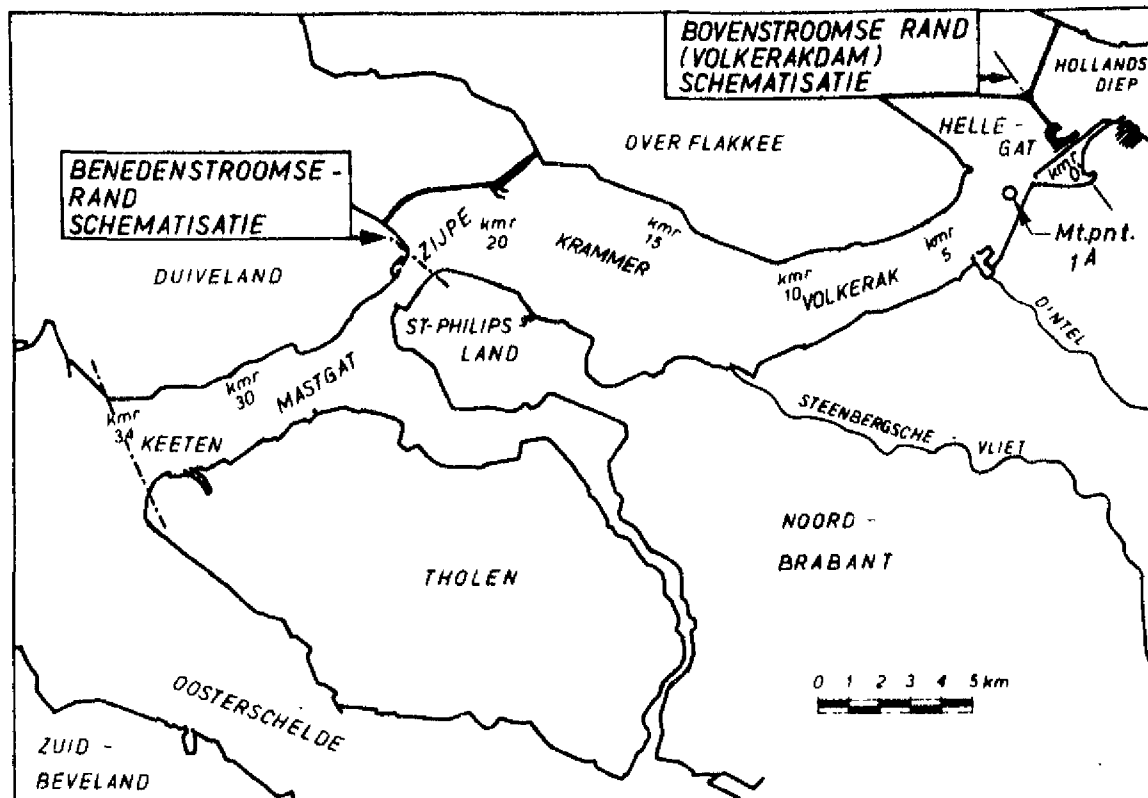 BOVENSTROOMSE RAND
(VOLKERAKDAM)
SCHEMATISATIE
HOLLANDS
DIEP
HELLE-
GAT
OVER FLAKKEE
kmr
0
BENEDENSTROOMSE-
RAND
SCHEMATISATIE
ZIJPE
kmr
20
kmr
15
KRAMMER
kmr
10
VOLKERAK
kmr
5
Mt.pnt.
1A
DUIVELAND
ST-PHILIPS
LAND
DINTEL
kmr
30
MASTGAT
kmr
34
KEETEN
STEENBERGSCHE
VLIET
NOORD-
BRABANT
THOLEN
0 1 2 3 4 5 km
OOSTERSCHELDE
ZUID-
BEVELAND